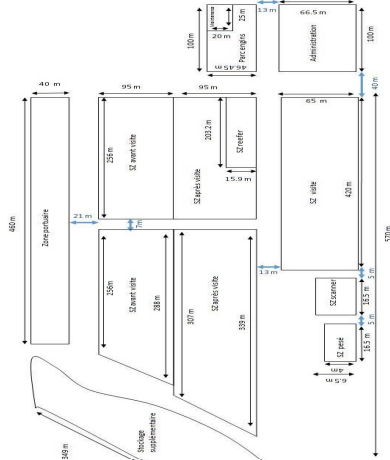 13 m
66.5 m
Maintenance
25 m
20 m
100 m
Parc engins
46.45 m
Administration
100 m
40 m
40 m
95 m
95 m
65 m
460 m
Zone portuaire
256 m
SZ avant visite
SZ après visite
203.2 m
SZ reefer
15.9 m
SZ visite
420 m
21 m
7m
13 m
256m
SZ avant visite
288 m
307 m
SZ après visite
339 m
5 m
SZ scanner
16.5 m
5 m
SZ pesé
16.5 m
4m
6.5 m
570 m
349 m
Stockage
supplémentaire